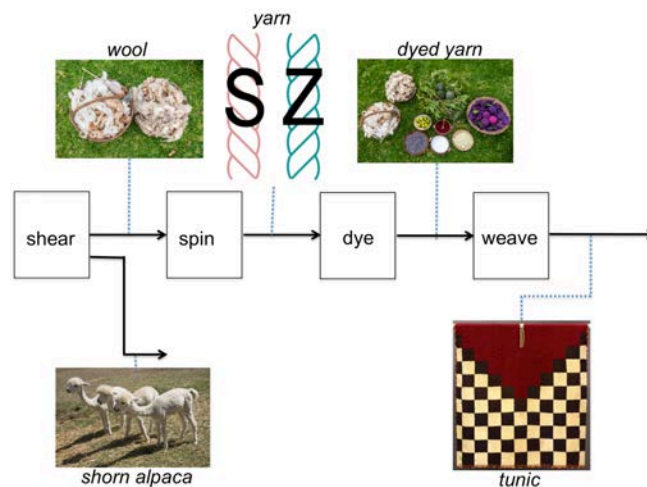 yarn
wool
dyed yarn
S Z
shear
spin
dye
weave
shorn alpaca
tunic